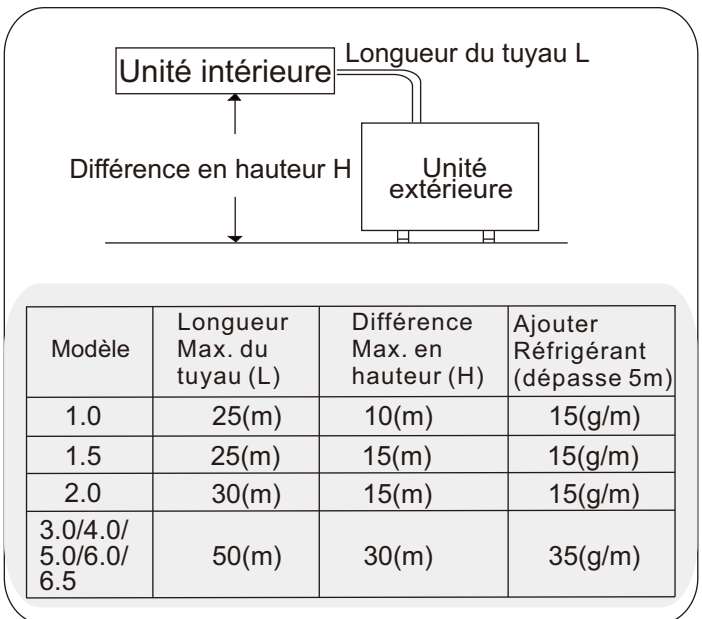 Longueur du tuyau L
Unité intérieure
Différence en hauteur H
Unité
extérieure
Modèle
Longueur
Max. du
tuyau (L)
Différence
Max. en
hauteur (H)
Ajouter
Réfrigérant
(dépasse 5m)
1.0
25(m)
10(m)
15(g/m)
1.5
25(m)
15(m)
15(g/m)
2.0
30(m)
15(m)
15(g/m)
3.0/4.0/
5.0/6.0/
6.5
50(m)
30(m)
35(g/m)